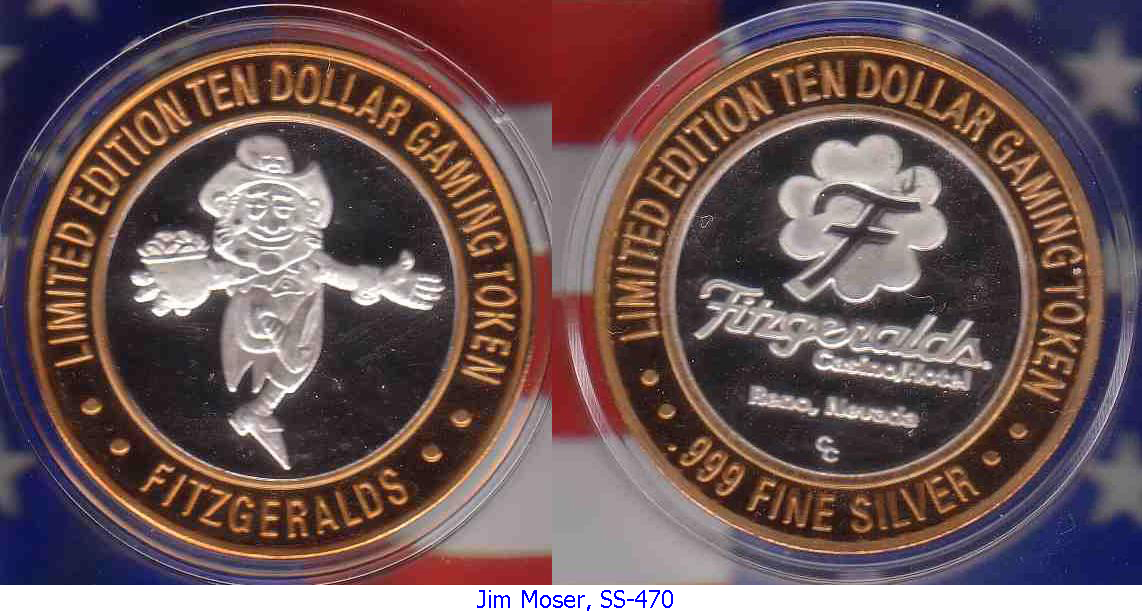 LIMITED EDITION TEN DOLLAR GAMING TOKEN
FITZGERALDS
LIMITED EDITION TEN DOLLAR GAMING TOKEN
F
Fitzgeralds
Casino/Hotel
Reno, Nevada
CC
.999 FINE SILVER
Jim Moser, SS-470